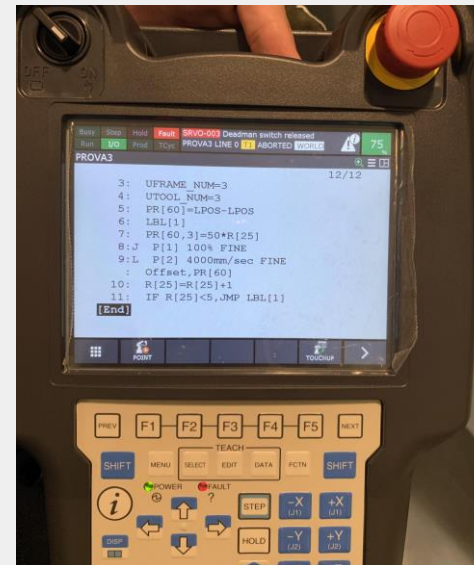 OFF ON
Busy Step Hold Fault SRVO-003 Deadman switch released
Run I/O Prod TCyc PROVA3 LINE 0 T1 ABORTED WORLD 75%
PROVA3
12/12
3: UFRAME_NUM=3
4: UTOOL_NUM=3
5: PR[60]=LPOS-LPOS
6: LBL[1]
7: PR[60,3]=50*R[25]
8:J P[1] 100% FINE
9:L P[2] 4000mm/sec FINE
: Offset,PR[60]
10: R[25]=R[25]+1
11: IF R[25]<5,JMP LBL[1]
[End]
POINT TOUCHUP >
PREV F1 F2 F3 F4 F5 NEXT
TEACH
SHIFT MENU SELECT EDIT DATA FCTN SHIFT
POWER FAULT
i ? STEP -X (J1) +X (J1)
DISP HOLD -Y (J2) +Y (J2)